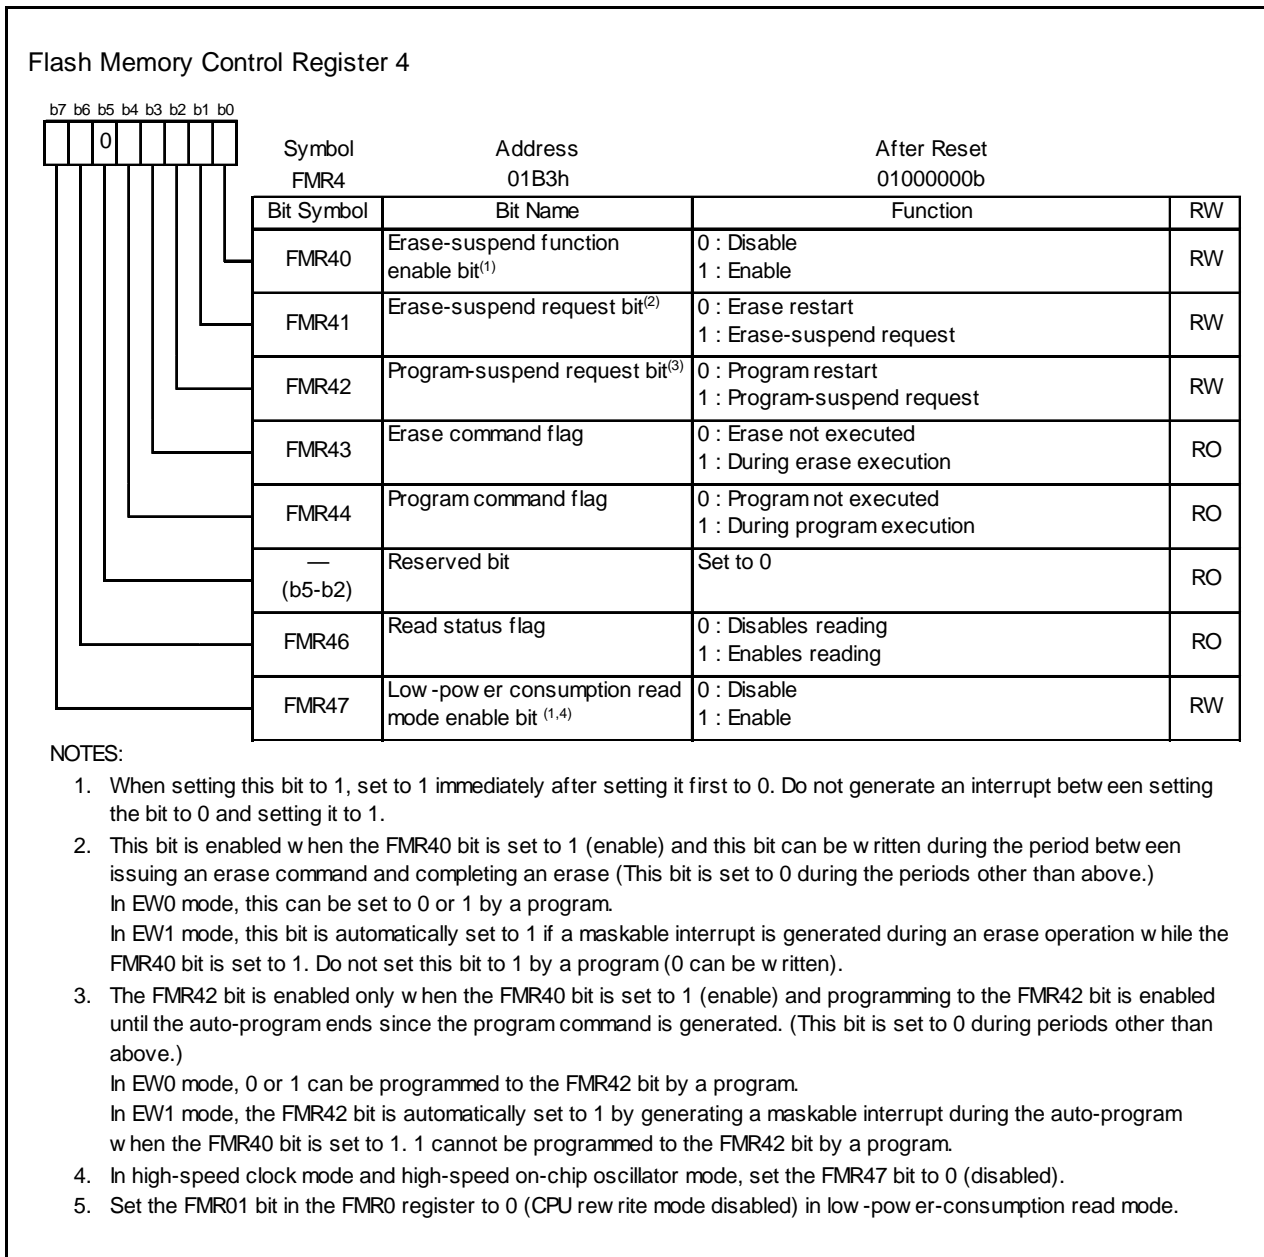 Flash Memory Control Register 4
b7 b6 b5 b4 b3 b2 b1 b0
0
Symbol Address After Reset
FMR4 01B3h 01000000b
Bit Symbol Bit Name Function RW
FMR40 Erase-suspend function enable bit(1) 0 : Disable 1 : Enable RW
FMR41 Erase-suspend request bit(2) 0 : Erase restart 1 : Erase-suspend request RW
FMR42 Program-suspend request bit(3) 0 : Program restart 1 : Program-suspend request RW
FMR43 Erase command flag 0 : Erase not executed 1 : During erase execution RO
FMR44 Program command flag 0 : Program not executed 1 : During program execution RO
— (b5-b2) Reserved bit Set to 0 RO
FMR46 Read status flag 0 : Disables reading 1 : Enables reading RO
FMR47 Low-power consumption read mode enable bit (1,4) 0 : Disable 1 : Enable RW
NOTES:
1. When setting this bit to 1, set to 1 immediately after setting it first to 0. Do not generate an interrupt between setting
the bit to 0 and setting it to 1.
2. This bit is enabled when the FMR40 bit is set to 1 (enable) and this bit can be written during the period between
issuing an erase command and completing an erase (This bit is set to 0 during the periods other than above.)
In EW0 mode, this can be set to 0 or 1 by a program.
In EW1 mode, this bit is automatically set to 1 if a maskable interrupt is generated during an erase operation while the
FMR40 bit is set to 1. Do not set this bit to 1 by a program (0 can be written).
3. The FMR42 bit is enabled only when the FMR40 bit is set to 1 (enable) and programming to the FMR42 bit is enabled
until the auto-program ends since the program command is generated. (This bit is set to 0 during periods other than
above.)
In EW0 mode, 0 or 1 can be programmed to the FMR42 bit by a program.
In EW1 mode, the FMR42 bit is automatically set to 1 by generating a maskable interrupt during the auto-program
when the FMR40 bit is set to 1. 1 cannot be programmed to the FMR42 bit by a program.
4. In high-speed clock mode and high-speed on-chip oscillator mode, set the FMR47 bit to 0 (disabled).
5. Set the FMR01 bit in the FMR0 register to 0 (CPU rewrite mode disabled) in low-power-consumption read mode.